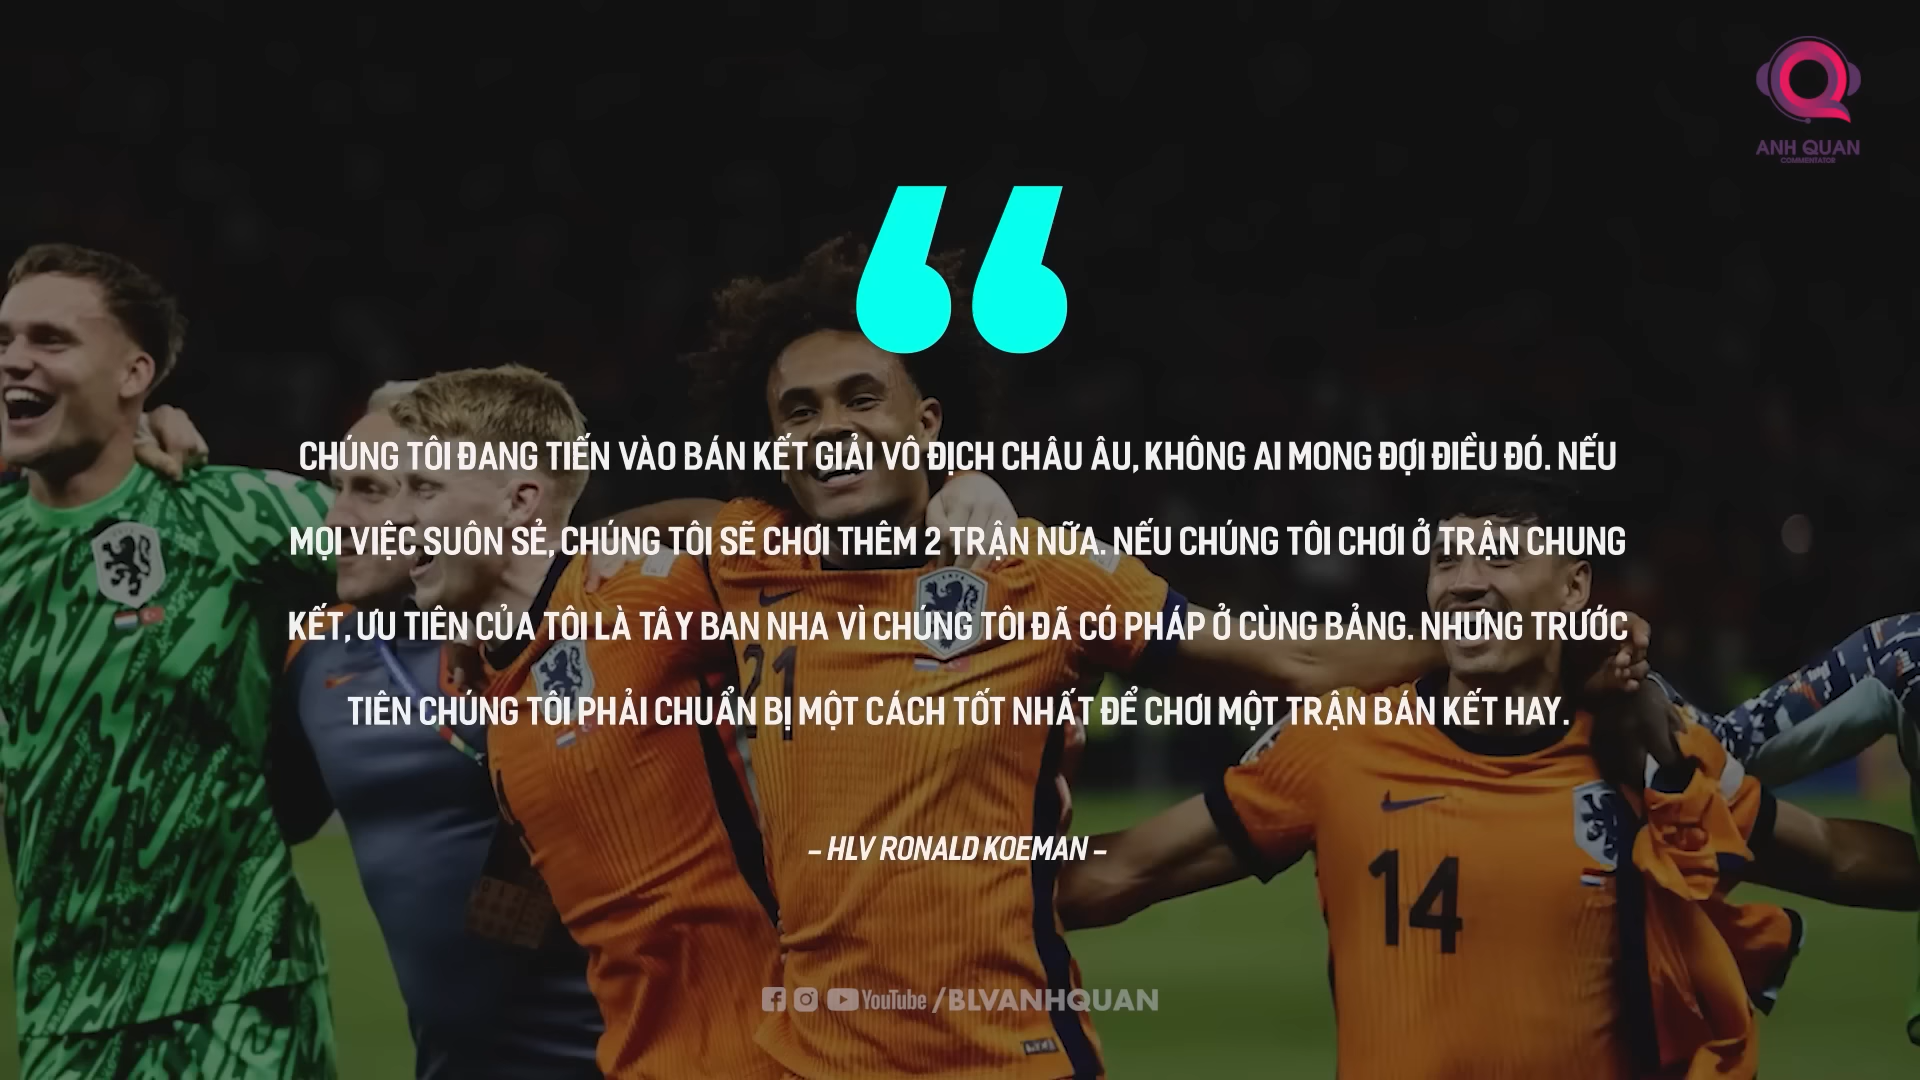 ANH QUAN
COMMENTATOR
CHÚNG TÔI ĐANG TIẾN VÀO BÁN KẾT GIẢI VÔ ĐỊCH CHÂU ÂU, KHÔNG AI MONG ĐỢI ĐIỀU ĐÓ. NẾU
MỌI VIỆC SUÔN SẺ, CHÚNG TÔI SẼ CHƠI THÊM 2 TRẬN NỮA. NẾU CHÚNG TÔI CHƠI Ở TRẬN CHUNG
KẾT, ƯU TIÊN CỦA TÔI LÀ TÂY BAN NHA VÌ CHÚNG TÔI ĐÃ CÓ PHÁP Ở CÙNG BẢNG. NHƯNG TRƯỚC
TIÊN CHÚNG TÔI PHẢI CHUẨN BỊ MỘT CÁCH TỐT NHẤT ĐỂ CHƠI MỘT TRẬN BÁN KẾT HAY.
21
– HLV RONALD KOEMAN –
14
YouTube /BLVANHQUAN